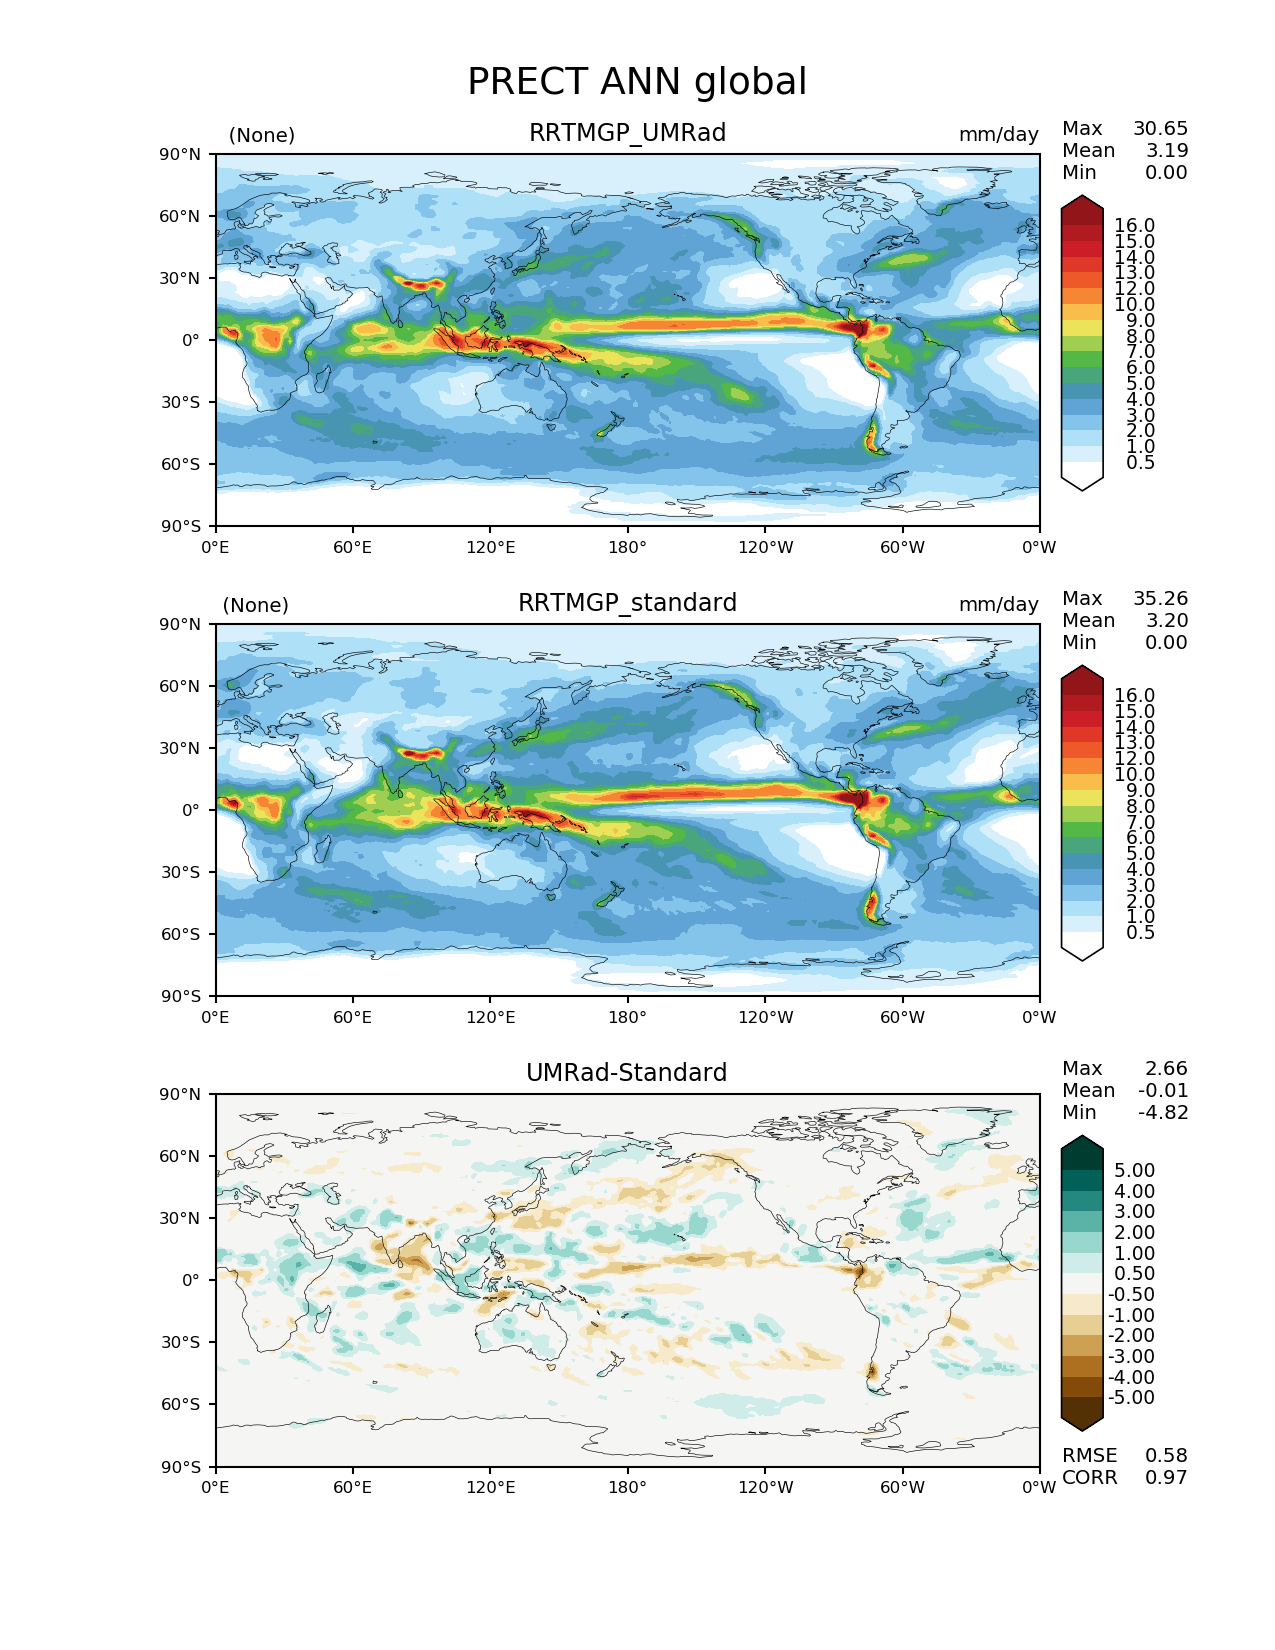 PRECT ANN global
(None) RRTMGP_UMRad mm/day
Max 30.65
Mean 3.19
Min 0.00
90°N
60°N
30°N
0°
30°S
60°S
90°S
0°E 60°E 120°E 180° 120°W 60°W 0°W
16.0
15.0
14.0
13.0
12.0
10.0
9.0
8.0
7.0
6.0
5.0
4.0
3.0
2.0
1.0
0.5
(None) RRTMGP_standard mm/day
Max 35.26
Mean 3.20
Min 0.00
90°N
60°N
30°N
0°
30°S
60°S
90°S
0°E 60°E 120°E 180° 120°W 60°W 0°W
16.0
15.0
14.0
13.0
12.0
10.0
9.0
8.0
7.0
6.0
5.0
4.0
3.0
2.0
1.0
0.5
UMRad-Standard
Max 2.66
Mean -0.01
Min -4.82
90°N
60°N
30°N
0°
30°S
60°S
90°S
0°E 60°E 120°E 180° 120°W 60°W 0°W
5.00
4.00
3.00
2.00
1.00
0.50
-0.50
-1.00
-2.00
-3.00
-4.00
-5.00
RMSE 0.58
CORR 0.97